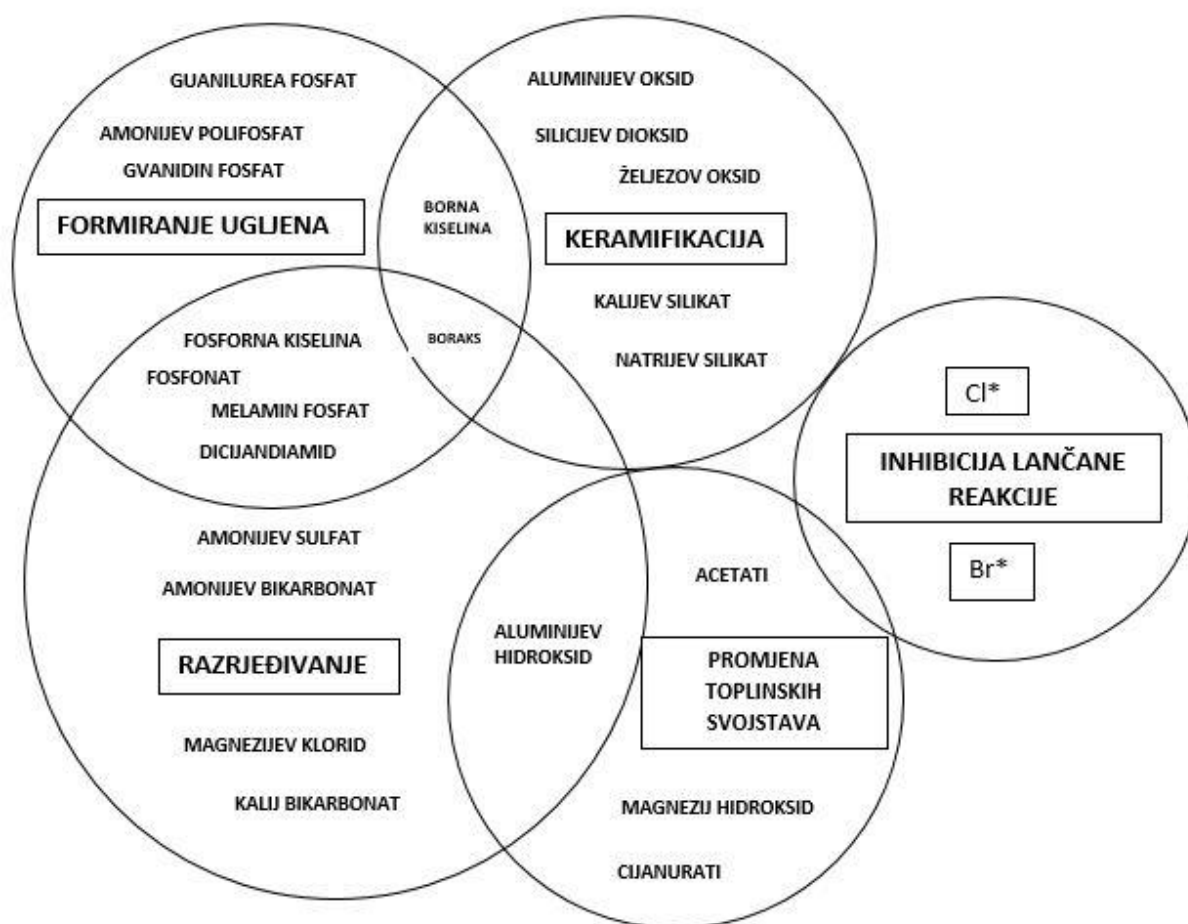 GUANILUREA FOSFAT
AMONIJEV POLIFOSFAT
GVANIDIN FOSFAT
FORMIRANJE UGLJENA
BORNA
KISELINA
ALUMINIJEV OKSID
SILICIJEV DIOKSID
ŽELJEZOV OKSID
KERAMIFIKACIJA
KALIJEV SILIKAT
NATRIJEV SILIKAT
FOSFORNA KISELINA
FOSFONAT
MELAMIN FOSFAT
DICIJANDIAMID
BORAKS
Cl*
INHIBICIJA LANČANE
REAKCIJE
Br*
AMONIJEV SULFAT
AMONIJEV BIKARBONAT
RAZRJEĐIVANJE
MAGNEZIJEV KLORID
KALIJ BIKARBONAT
ALUMINIJEV
HIDROKSID
ACETATI
PROMJENA
TOPLINSKIH
SVOJSTAVA
MAGNEZIJ HIDROKSID
CIJANURATI